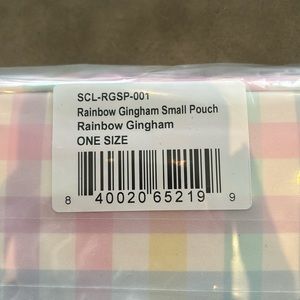 SCL-RGSP-001
Rainbow Gingham Small Pouch
Rainbow Gingham
ONE SIZE
8 40020 65219 9